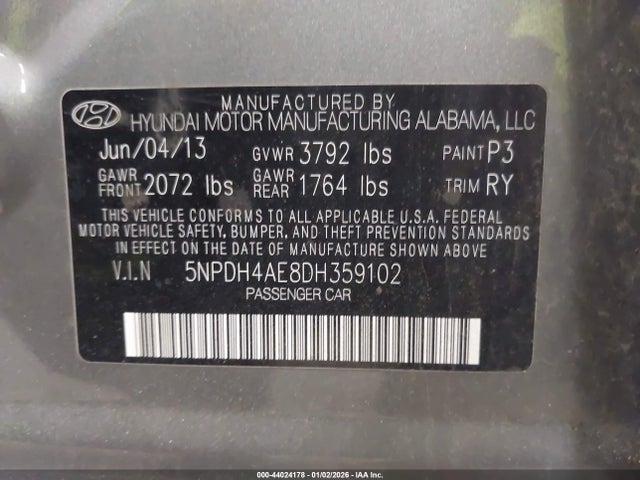 MANUFACTURED BY
HYUNDAI MOTOR MANUFACTURING ALABAMA, LLC
Jun/04/13 GVWR 3792 lbs PAINT P3
GAWR FRONT 2072 lbs GAWR REAR 1764 lbs TRIM RY
THIS VEHICLE CONFORMS TO ALL APPLICABLE U.S.A. FEDERAL
MOTOR VEHICLE SAFETY, BUMPER, AND THEFT PREVENTION STANDARDS
IN EFFECT ON THE DATE OF MANUFACTURE SHOWN ABOVE
V.I.N 5NPDH4AE8DH359102
PASSENGER CAR
000-44024178 - 01/02/2026 - IAA Inc.